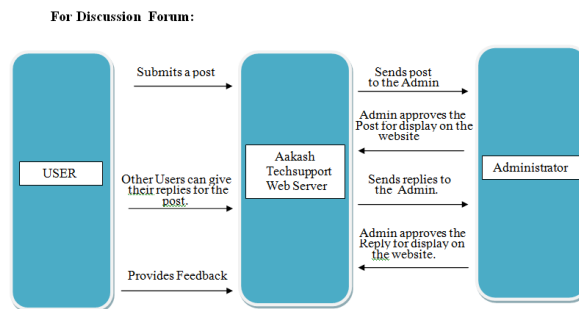 For Discussion Forum:
Submits a post
Sends post
to the Admin
Admin approves the
Post for display on the
website
USER
Aakash
Techsupport
Web Server
Administrator
Other Users can give
their replies for the
post.
Sends replies to
the Admin.
Admin approves the
Reply for display on
the website.
Provides Feedback